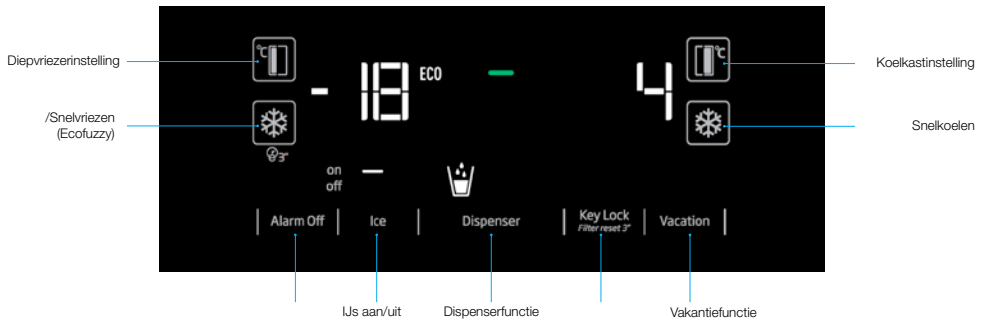 Diepvriezerinstelling
°C
- 18
ECO
4
°C
Koelkastinstelling
/Snelvriezen
(Ecofuzzy)
3"
Snelkoelen
on
off
Alarm Off
Ice
Dispenser
Key Lock
Filter reset 3"
Vacation
IJs aan/uit
Dispenserfunctie
Vakantiefunctie